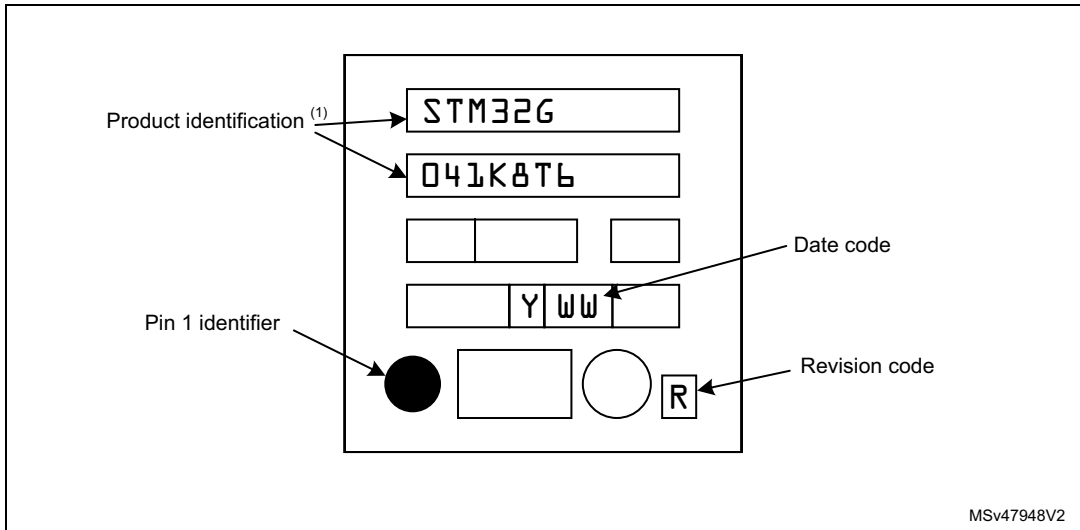 STM32G
Product identification (1)
041K8T6
Date code
Y WW
Pin 1 identifier
Revision code
R
MSv47948V2